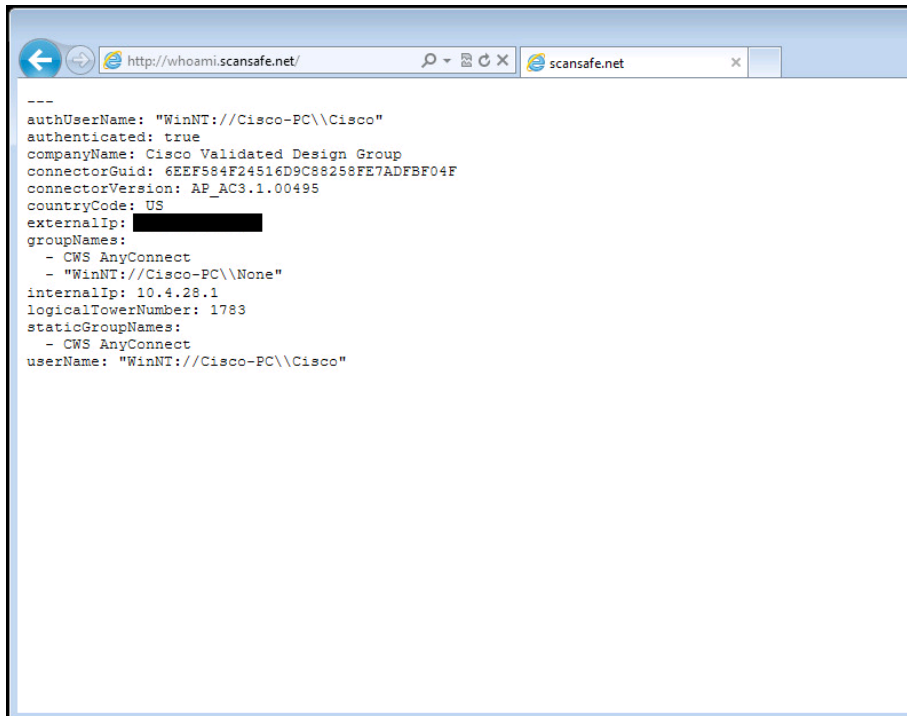 http://whoami.scansafe.net/
scansafe.net
---
authUserName: "WinNT://Cisco-PC\\Cisco"
authenticated: true
companyName: Cisco Validated Design Group
connectorGuid: 6EEF584F24516D9C88258FE7ADFBF04F
connectorVersion: AP_AC3.1.00495
countryCode: US
externalIp:
groupNames:
  - CWS AnyConnect
  - "WinNT://Cisco-PC\\None"
internalIp: 10.4.28.1
logicalTowerNumber: 1783
staticGroupNames:
  - CWS AnyConnect
userName: "WinNT://Cisco-PC\\Cisco"